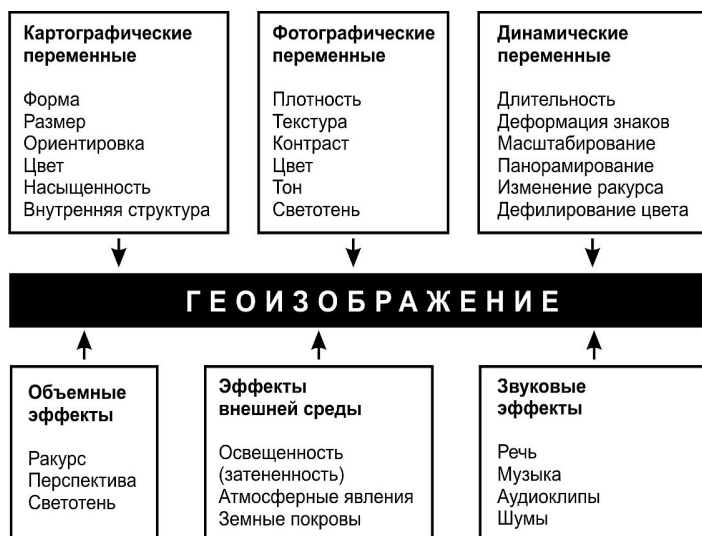 Картографические
переменные
Форма
Размер
Ориентировка
Цвет
Насыщенность
Внутренняя структура
Фотографические
переменные
Плотность
Текстура
Контраст
Цвет
Тон
Светотень
Динамические
переменные
Длительность
Деформация знаков
Масштабирование
Панорамирование
Изменение ракурса
Дефилирование цвета
ГЕОИЗОБРАЖЕНИЕ
Объемные
эффекты
Ракурс
Перспектива
Светотень
Эффекты
внешней среды
Освещенность
(затененность)
Атмосферные явления
Земные покровы
Звуковые
эффекты
Речь
Музыка
Аудиоклипы
Шумы